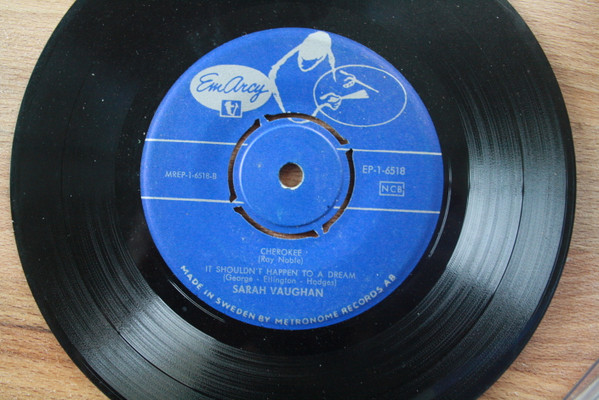 EmArcy
MREP-1-6518-B
EP-1-6518
NCB
CHEROKEE
(Ray Noble)
IT SHOULDN'T HAPPEN TO A DREAM
(George - Ellington - Hodges)
SARAH VAUGHAN
MADE IN SWEDEN BY METRONOME RECORDS AB